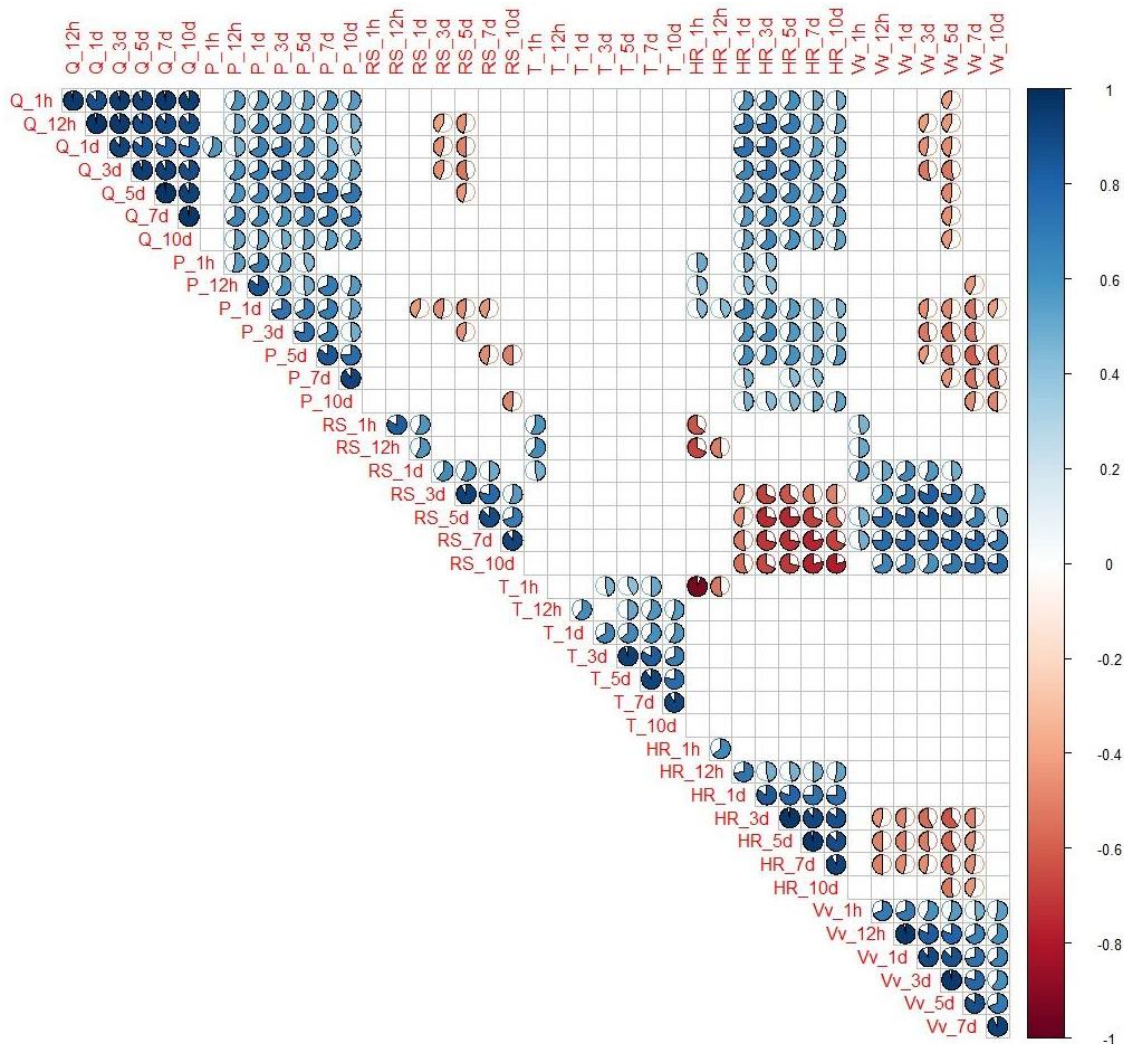 Q_12h
Q_1d
Q_3d
Q_5d
Q_7d
Q_10d
P_1h
P_12h
P_1d
P_3d
P_5d
P_7d
P_10d
RS_1h
RS_12h
RS_1d
RS_3d
RS_5d
RS_7d
RS_10d
T_1h
T_12h
T_1d
T_3d
T_5d
T_7d
T_10d
HR_1h
HR_12h
HR_1d
HR_3d
HR_5d
HR_7d
HR_10d
Vv_1h
Vv_12h
Vv_1d
Vv_3d
Vv_5d
Vv_7d
Vv_10d
Q_1h
Q_12h
Q_1d
Q_3d
Q_5d
Q_7d
Q_10d
P_1h
P_12h
P_1d
P_3d
P_5d
P_7d
P_10d
RS_1h
RS_12h
RS_1d
RS_3d
RS_5d
RS_7d
RS_10d
T_1h
T_12h
T_1d
T_3d
T_5d
T_7d
T_10d
HR_1h
HR_12h
HR_1d
HR_3d
HR_5d
HR_7d
HR_10d
Vv_1h
Vv_12h
Vv_1d
Vv_3d
Vv_5d
Vv_7d
1
0.8
0.6
0.4
0.2
0
-0.2
-0.4
-0.6
-0.8
-1